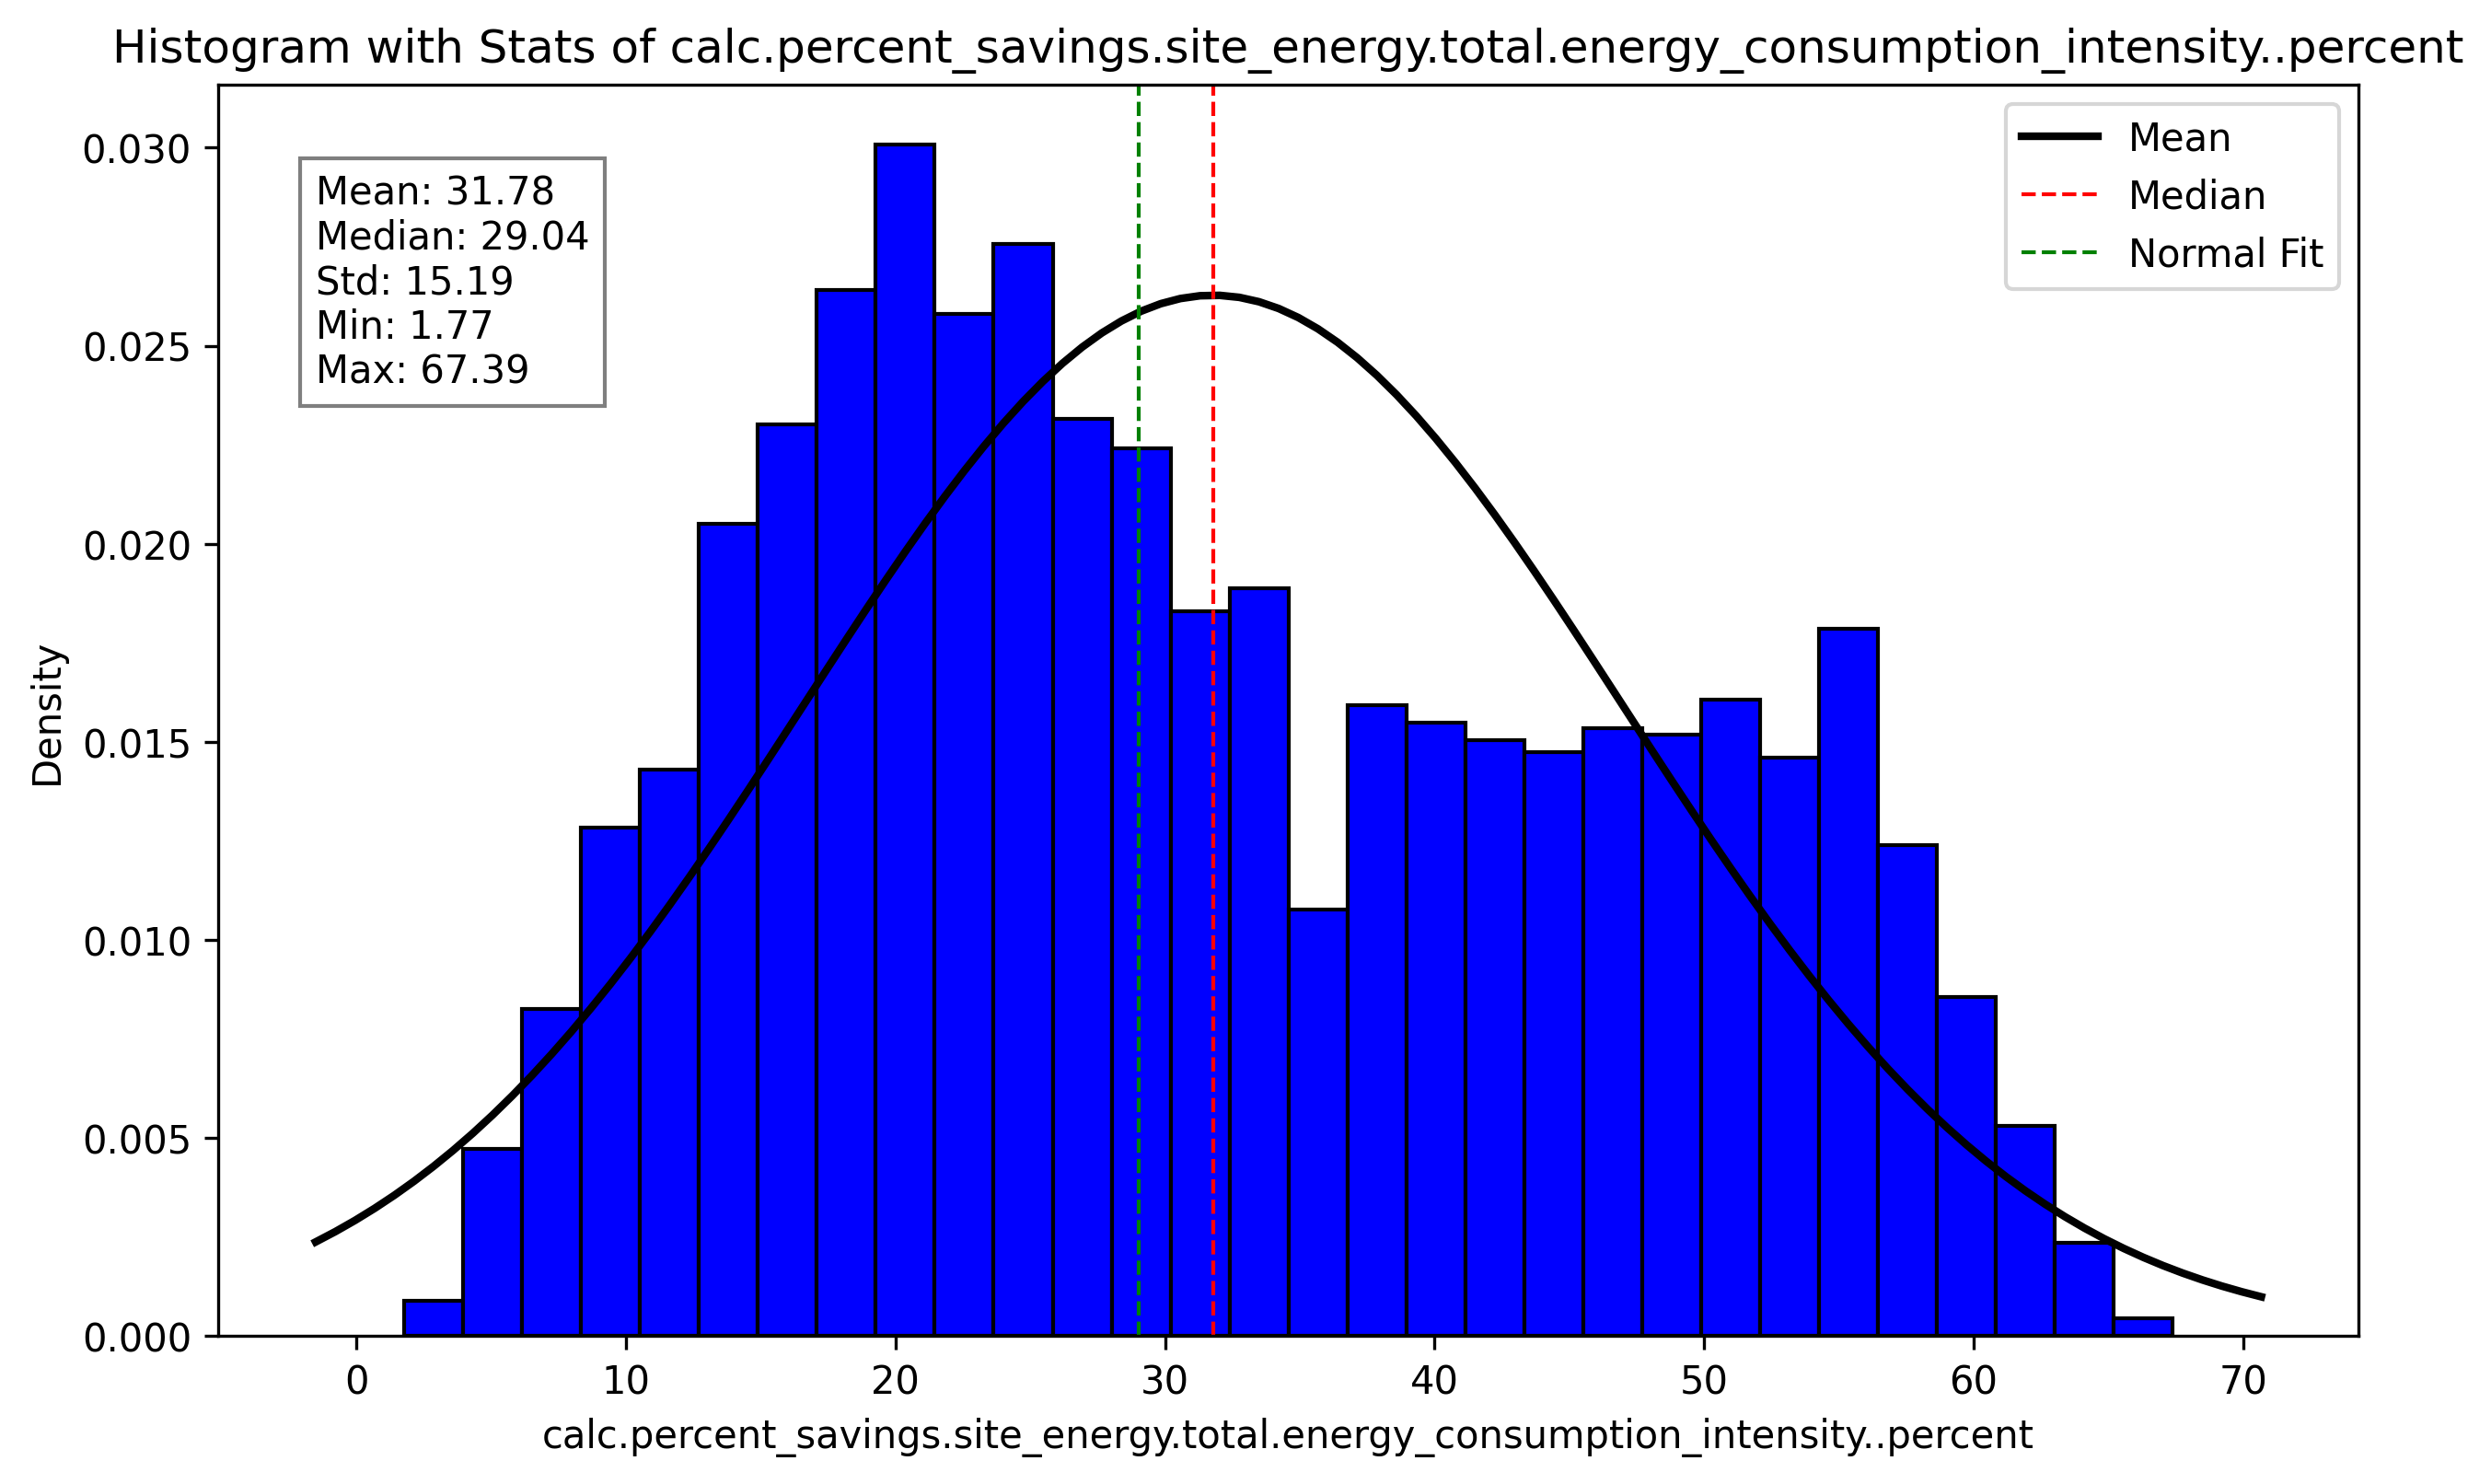 Histogram with Stats of calc.percent_savings.site_energy.total.energy_consumption_intensity..percent
Mean: 31.78
Median: 29.04
Std: 15.19
Min: 1.77
Max: 67.39
Mean
Median
Normal Fit
0.030
0.025
0.020
0.015
0.010
0.005
0.000
Density
0 10 20 30 40 50 60 70
calc.percent_savings.site_energy.total.energy_consumption_intensity..percent